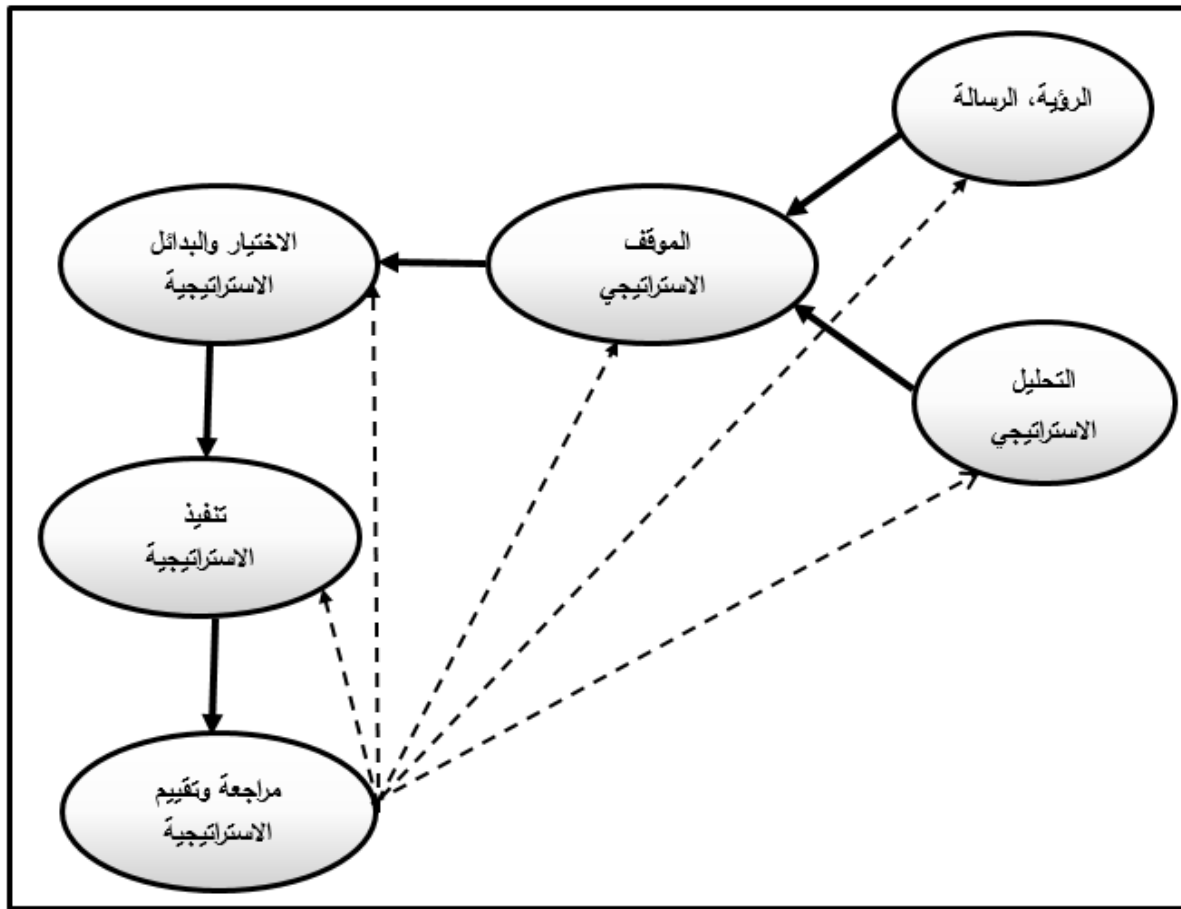 الرؤية، الرسالة
الموقف
الاستراتيجي
الاختيار والبدائل
الاستراتيجية
التحليل
الاستراتيجي
تنفيذ
الاستراتيجية
مراجعة وتقييم
الاستراتيجية